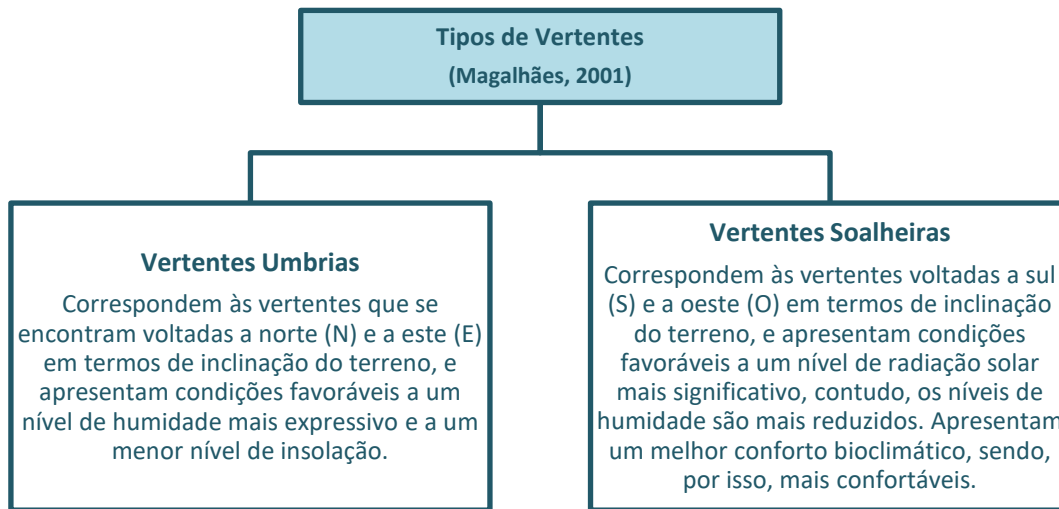 Tipos de Vertentes
(Magalhães, 2001)
Vertentes Umbrias
Correspondem às vertentes que se
encontram voltadas a norte (N) e a este (E)
em termos de inclinação do terreno, e
apresentam condições favoráveis a um
nível de humidade mais expressivo e a um
menor nível de insolação.
Vertentes Soalheiras
Correspondem às vertentes voltadas a sul
(S) e a oeste (O) em termos de inclinação
do terreno, e apresentam condições
favoráveis a um nível de radiação solar
mais significativo, contudo, os níveis de
humidade são mais reduzidos. Apresentam
um melhor conforto bioclimático, sendo,
por isso, mais confortáveis.